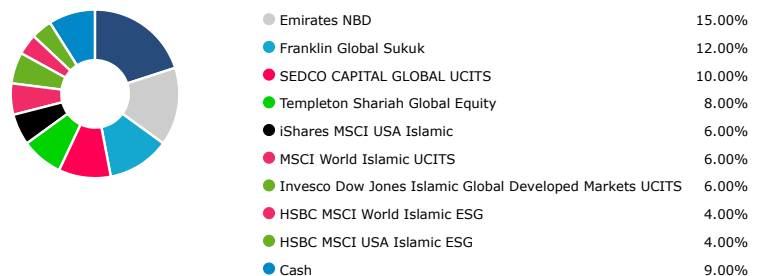 Emirates NBD 15.00%
Franklin Global Sukuk 12.00%
SEDCO CAPITAL GLOBAL UCITS 10.00%
Templeton Shariah Global Equity 8.00%
iShares MSCI USA Islamic 6.00%
MSCI World Islamic UCITS 6.00%
Invesco Dow Jones Islamic Global Developed Markets UCITS 6.00%
HSBC MSCI World Islamic ESG 4.00%
HSBC MSCI USA Islamic ESG 4.00%
Cash 9.00%